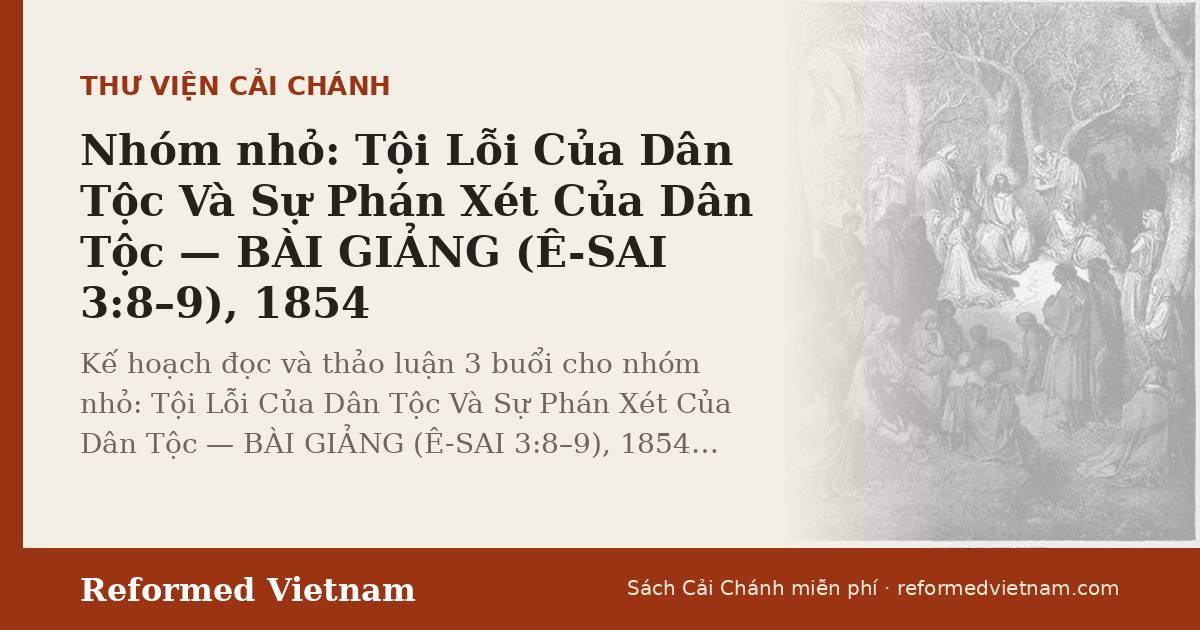 THƯ VIỆN CẢI CHÁNH
Nhóm nhỏ: Tội Lỗi Của Dân
Tộc Và Sự Phán Xét Của Dân
Tộc — BÀI GIẢNG (Ê-SAI
3:8–9), 1854
Kế hoạch đọc và thảo luận 3 buổi cho nhóm
nhỏ: Tội Lỗi Của Dân Tộc Và Sự Phán Xét Của
Dân Tộc — BÀI GIẢNG (Ê-SAI 3:8–9), 1854...
Reformed Vietnam
Sách Cải Chánh miễn phí · reformedvietnam.com